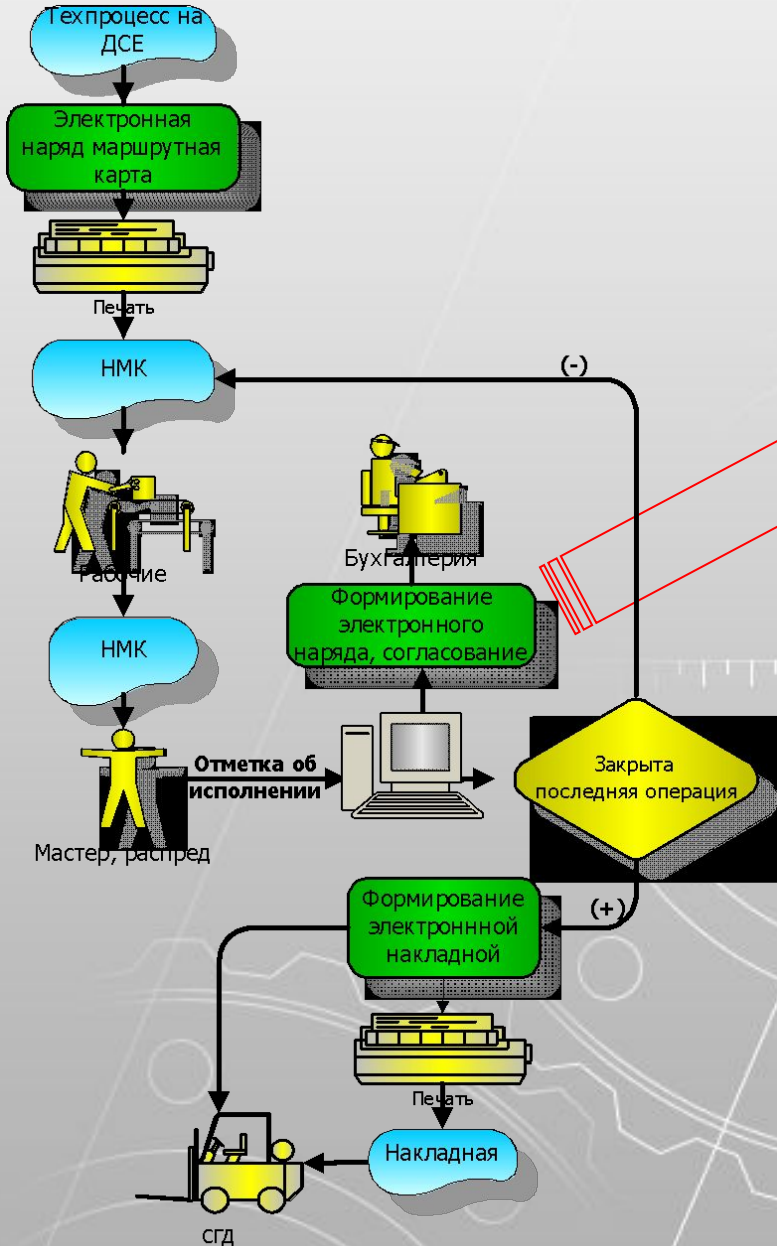 Техпроцесс на
ДСЕ
Электронная
наряд маршрутная
карта
Печать
НМК
(-)
Рабочие
Бухгалтерия
Формирование
электронного
наряда, согласование
НМК
Отметка об
исполнении
Закрыта
последняя операция
Мастер, распред
Формирование
электроннной
накладной
(+)
Печать
Накладная
СГД